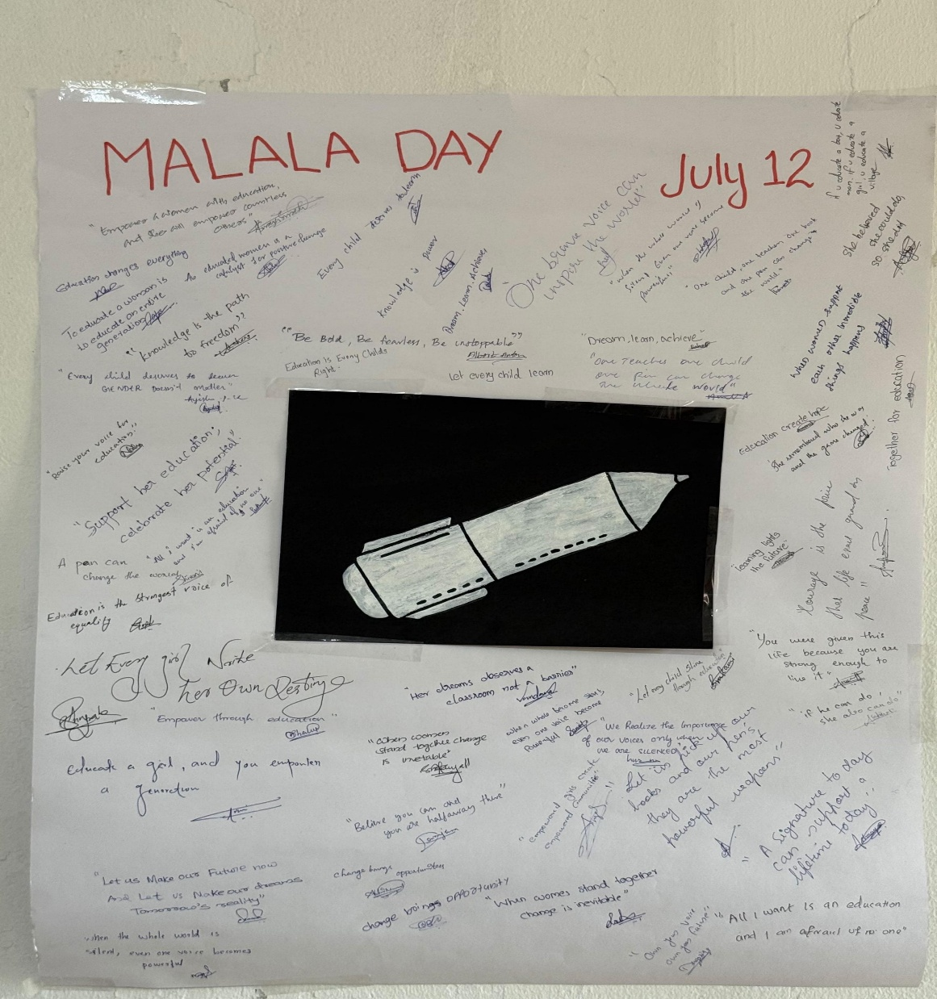 MALALA DAY
July 12
if u educate a boy, u educate
man. if u educate a
girl, u educate a
village
"Empower a women with education,
and she will empower countless
others"
Every child deserves to learn
"One brave voice can
inspire the world".
"when the whole world is
silent, Even one voice become
powerful"
"One child, one teacher, one book
and one pen can change
the world."
She believed
she could do,
so she did
Education changes everything
An educated women is a
catalyst for positive change
To educate a woman is
to educate an entire
generation
Knowledge is power
Dream, Learn, Achieve
"knowledge is the path
to freedom"
""Be Bold, Be fearless, Be unstoppable""
Education is Every Childs
Right.
let every child learn
"Dream, learn, achieve"
"One Teacher one child
one pen can change
the whole world"
when women support
each other incredible
things happens
"Every child deserves to learn
GENDER Doesn't matter"
"Raise your voice for
education."
"Support her education,
celebrate her potential."
"All I want is an education
and i'm afraid of no one"
Education create hope
She remembered who she was
and the game changed.
Together for education
A pen can
change the world
"learning lights
the future"
Courage is the price
that life
peace"
Education is the strongest voice of
equality
Let Every girl
her Own Destiny
"Empower through education"
Educate a girl, and you empower
a generation
"Her dreams observes a
classroom not a barrier"
"Let every child shine
though education"
"You were given this
life because you are
strong enough to
live it"
"if he can do,
she also can do"
when whole become silent,
even one voice become
Powerful
"when women
stand together change
is inevitable"
"We Realize the Importance
of our voices only when
we are SILENCED
Let us pick up our
books and our pen's
they are the most
powerful weapons"
"empowered girls create
empowered communities"
"Believe you can and
you are halfaway there"
"A signature today
can support a
lifetime today"
"Let us Make our Future now
And Let us Make our dreams
Tomorrow's reality"
change brings opportunities
change brings opportunity
"When women stand together
change is inevitable"
"Own your voice
own your future"
"All I want is an education
and I am afraid of no one"
when the whole world is
silent, even one voice becomes
powerful